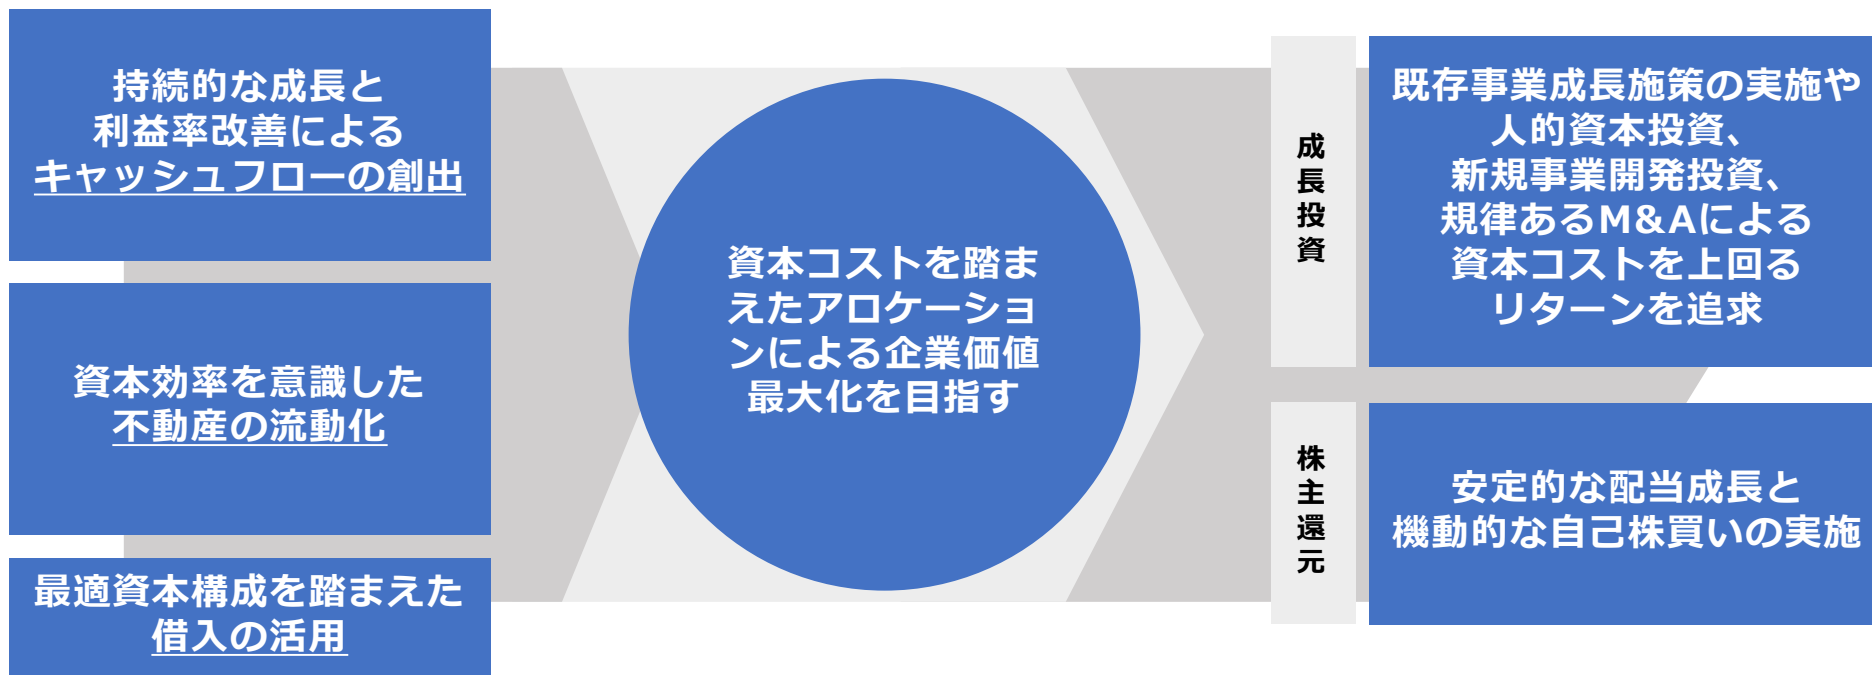 持続的な成長と
利益率改善による
キャッシュフローの創出
資本効率を意識した
不動産の流動化
最適資本構成を踏まえた
借入の活用
資本コストを踏ま
えたアロケーショ
ンによる企業価値
最大化を目指す
成長投資
既存事業成長施策の実施や
人的資本投資、
新規事業開発投資、
規律あるM&Aによる
資本コストを上回る
リターンを追求
株主還元
安定的な配当成長と
機動的な自己株買いの実施